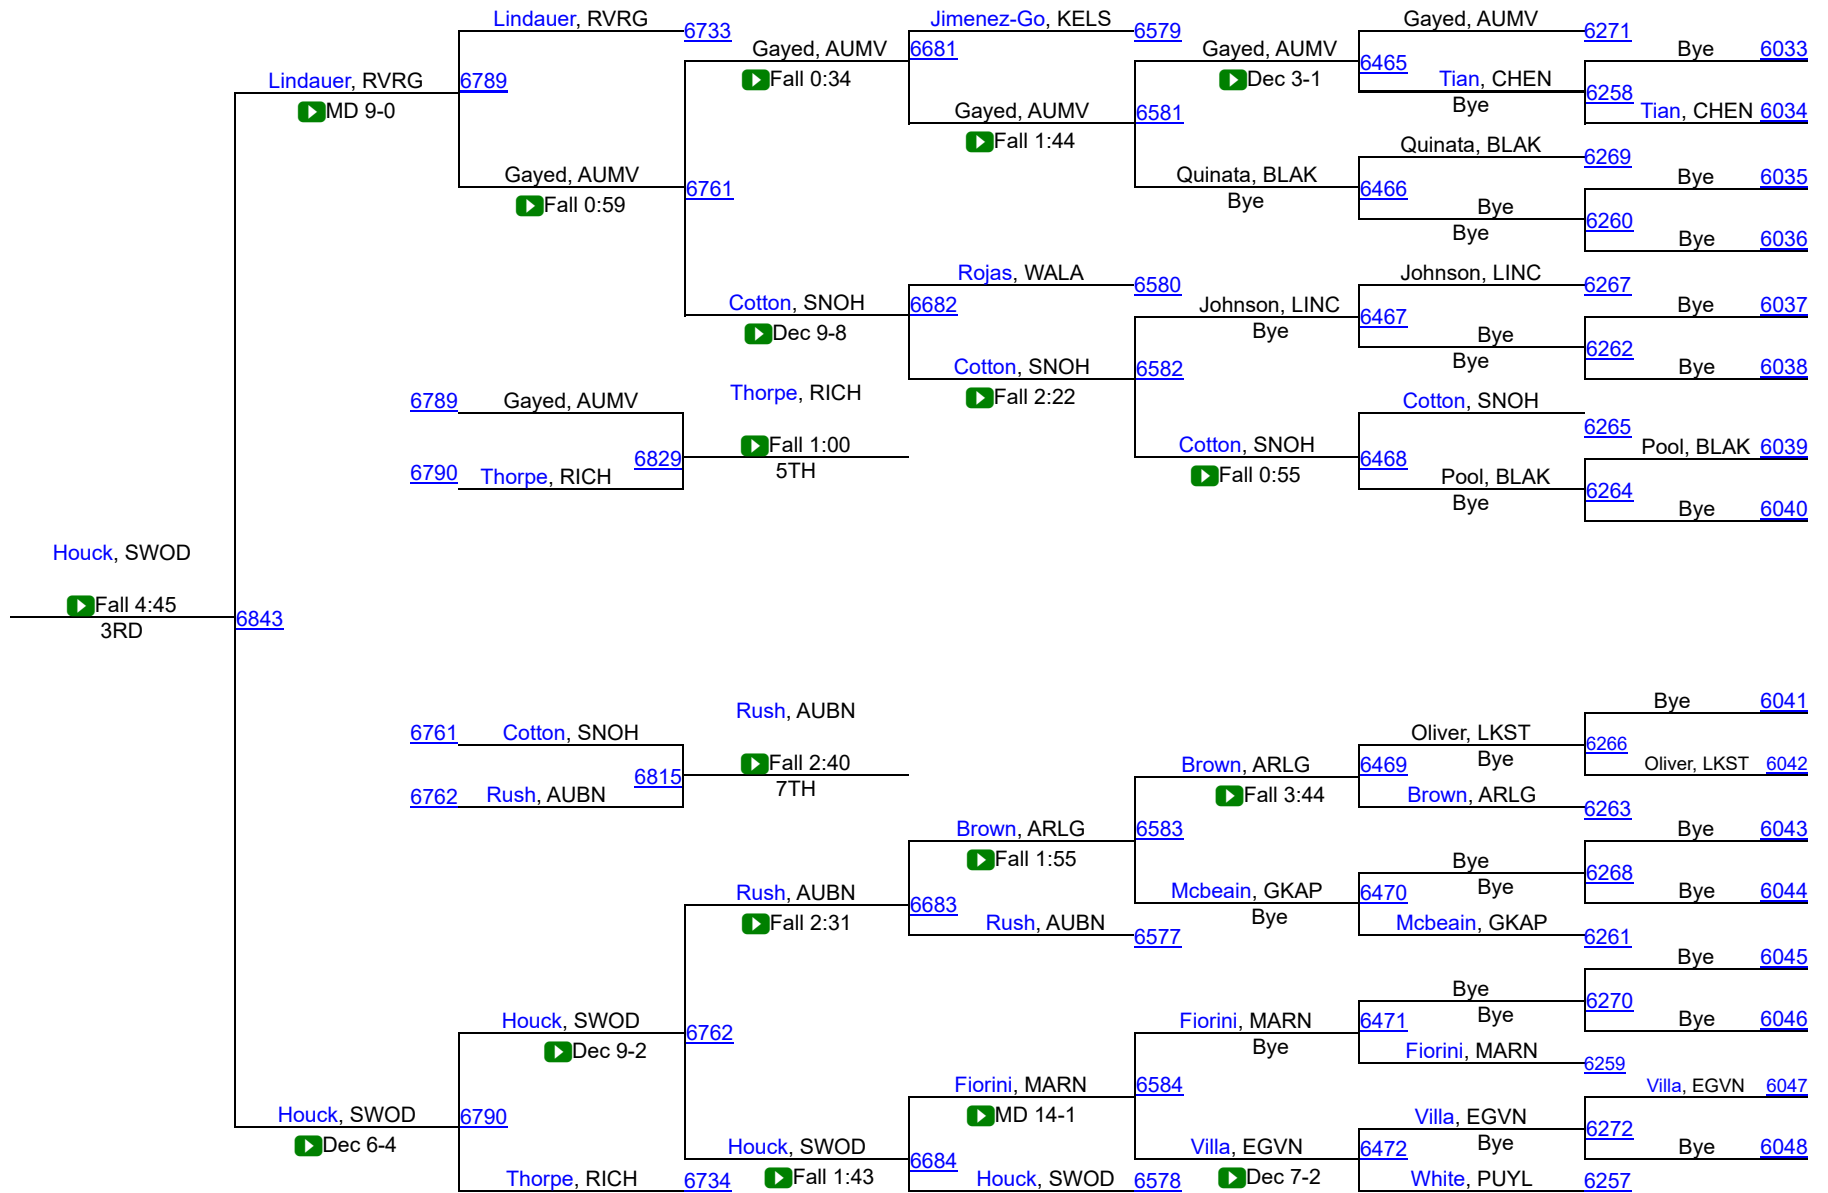 Lindauer, RVRG
Jimenez-Go, KELS
Gayed, AUMV
6733
6579
6271
Gayed, AUMV
6681
Gayed, AUMV
Bye
6033
Lindauer, RVRG
6789
Fall 0:34
Dec 3-1
6465
Tian, CHEN
6258
MD 9-0
Gayed, AUMV
6581
Bye
Tian, CHEN
6034
Fall 1:44
Quinata, BLAK
6269
Gayed, AUMV
6761
Quinata, BLAK
6466
Bye
6035
Fall 0:59
Bye
Bye
6260
Bye
Bye
6036
Rojas, WALA
Johnson, LINC
6580
6267
Cotton, SNOH
6682
Johnson, LINC
6467
Bye
6037
Dec 9-8
Bye
Bye
6262
Bye
Cotton, SNOH
6582
Bye
6038
6789
Gayed, AUMV
Thorpe, RICH
Fall 2:22
Cotton, SNOH
6265
Fall 1:00
Cotton, SNOH
Pool, BLAK
6039
6829
5TH
6468
6790
Thorpe, RICH
Fall 0:55
Pool, BLAK
6264
Bye
Bye
6040
Houck, SWOD
Fall 4:45
6843
3RD
Rush, AUBN
Bye
6041
6761
Cotton, SNOH
Oliver, LKST
6266
Fall 2:40
Brown, ARLG
6469
Bye
Oliver, LKST
6042
6815
7TH
6762
Rush, AUBN
Fall 3:44
Brown, ARLG
6263
Brown, ARLG
6583
Bye
6043
Fall 1:55
Bye
6268
Rush, AUBN
6683
Mcbeain, GKAP
6470
Bye
Bye
6044
Fall 2:31
Rush, AUBN
6577
Bye
Mcbeain, GKAP
6261
Bye
6045
Bye
6270
Houck, SWOD
6762
Fiorini, MARN
6471
Bye
Bye
6046
Dec 9-2
Bye
Fiorini, MARN
6259
Fiorini, MARN
6584
Villa, EGVN
6047
Houck, SWOD
6790
MD 14-1
Villa, EGVN
6272
Dec 6-4
Houck, SWOD
6684
Villa, EGVN
6472
Bye
Bye
6048
Thorpe, RICH
6734
Fall 1:43
Houck, SWOD
6578
Dec 7-2
White, PUYL
6257